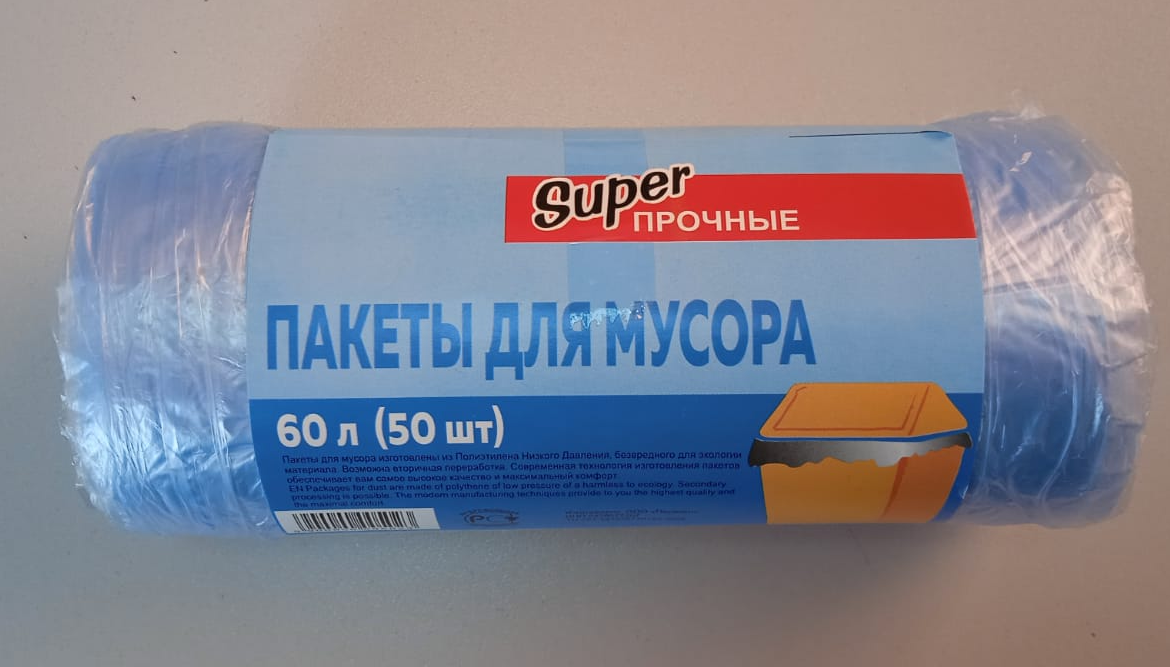 Super
ПРОЧНЫЕ
ПАКЕТЫ ДЛЯ МУСОРА
60 л (50 шт)
Пакеты для мусора изготовлены из Полиэтилена Низкого Давления, безвредного для экологии
материала. Возможна вторичная переработка. Современная технология изготовления пакетов
обеспечивает вам самое высокое качество и максимальный комфорт.
EN Packages for dust are made of polythene of low pressure of a harmless to ecology. Secondary
processing is possible. The modern manufacturing techniques provide to you the highest quality and
the maximal comfort.